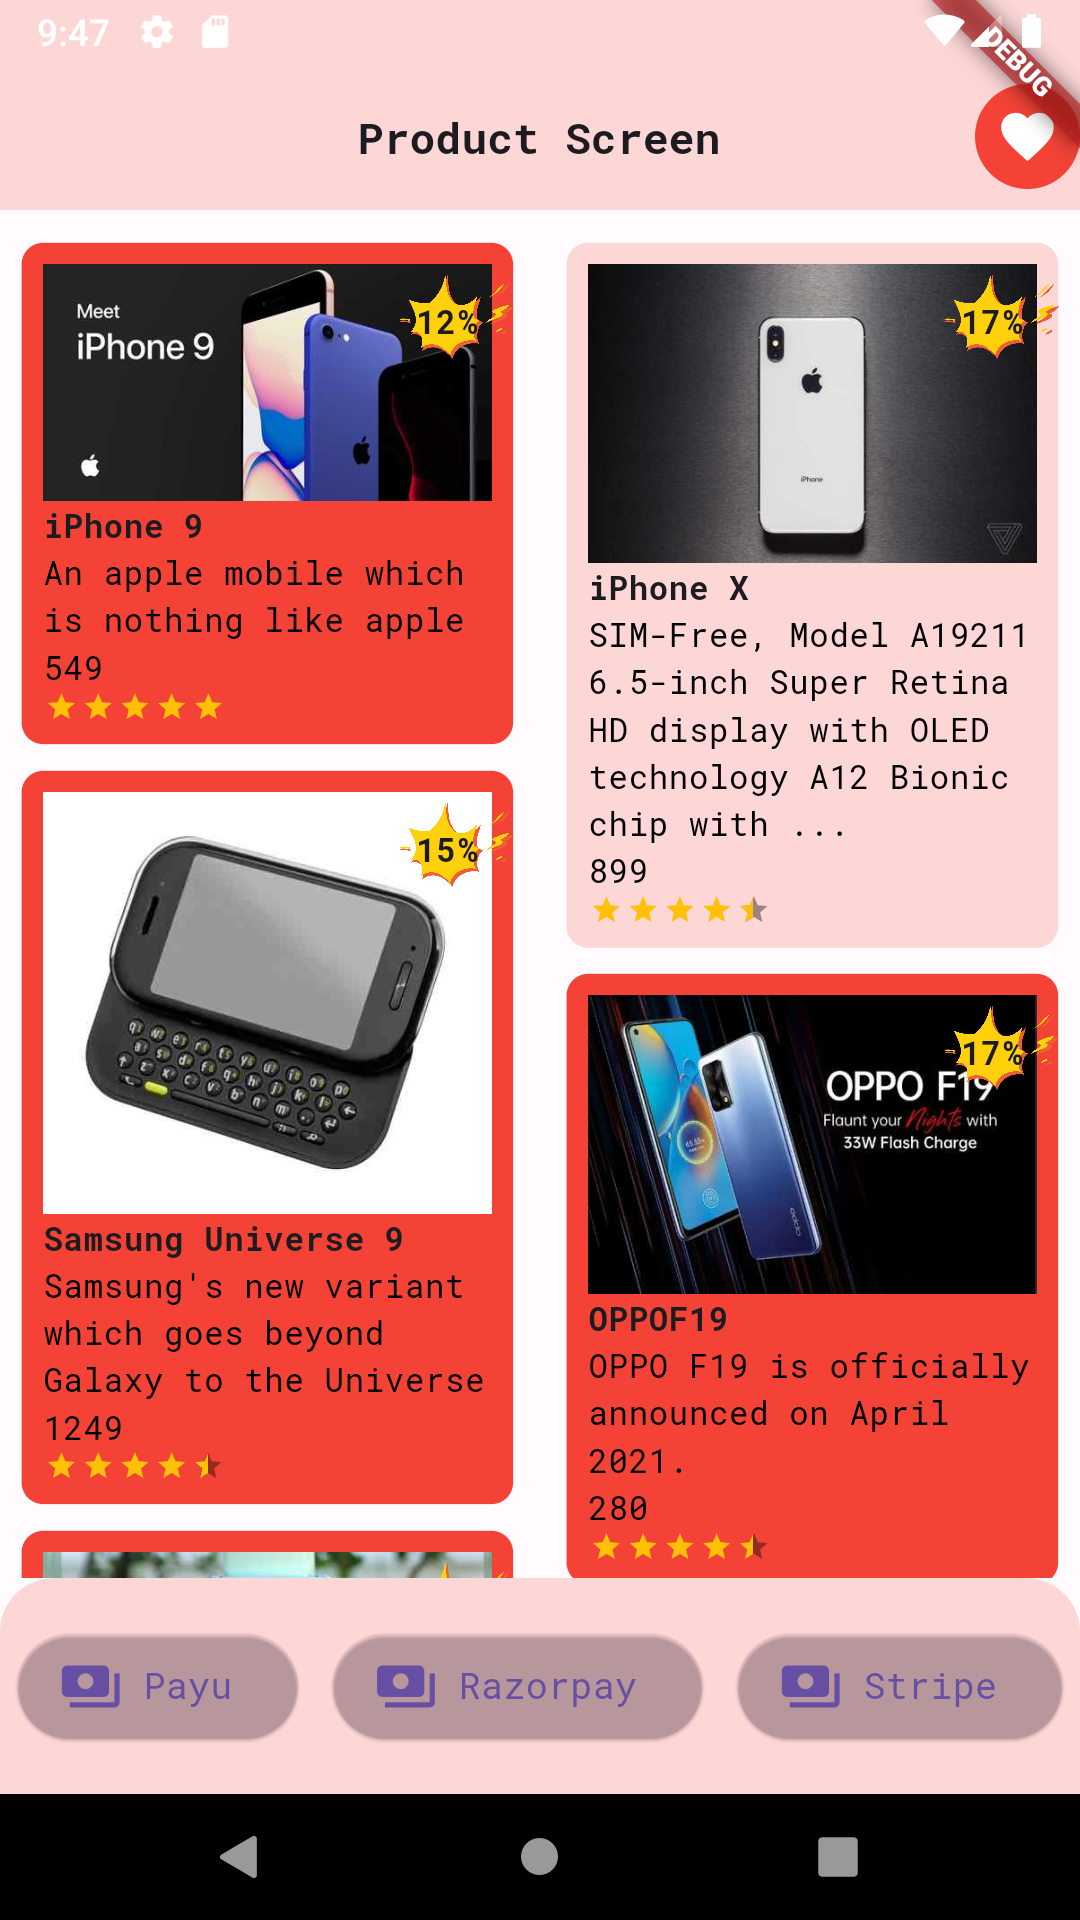 9:47
DEBUG
Product Screen
Meet
iPhone 9
12%
iPhone 9
An apple mobile which
is nothing like apple
549
17%
iPhone
iPhone X
SIM-Free, Model A19211
6.5-inch Super Retina
HD display with OLED
technology A12 Bionic
chip with ...
899
15%
Samsung Universe 9
Samsung's new variant
which goes beyond
Galaxy to the Universe
1249
17%
OPPO F19
Flaunt your Nights with
33W Flash Charge
oppo
OPPOF19
OPPO F19 is officially
announced on April
2021.
280
Payu
Razorpay
Stripe